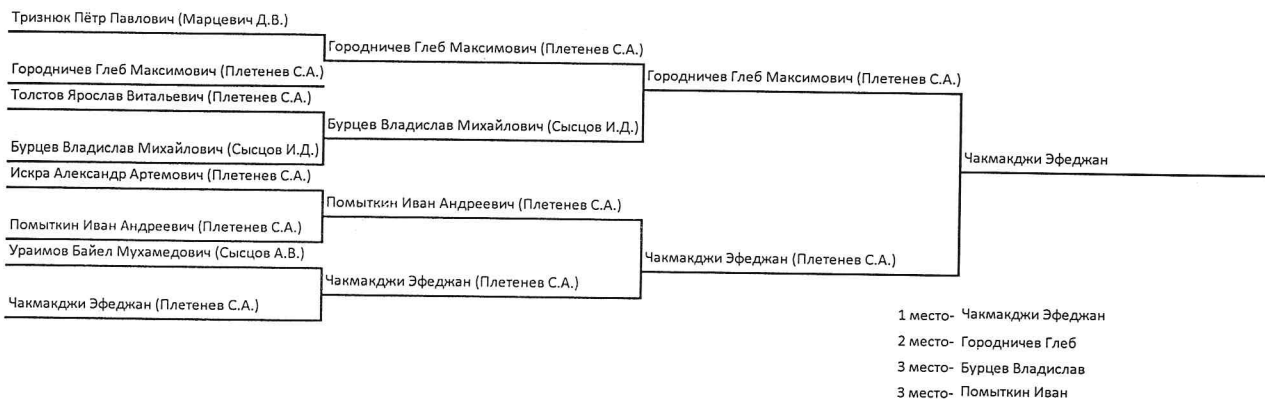 Тризнюк Пётр Павлович (Марцевич Д.В.)
Городничев Глеб Максимович (Плетенев С.А.)
Городничев Глеб Максимович (Плетенев С.А.)
Городничев Глеб Максимович (Плетенев С.А.)
Толстов Ярослав Витальевич (Плетенев С.А.)
Бурцев Владислав Михайлович (Сысцов И.Д.)
Бурцев Владислав Михайлович (Сысцов И.Д.)
Чакмакджи Эфеджан
Искра Александр Артемович (Плетенев С.А.)
Помыткин Иван Андреевич (Плетенев С.А.)
Помыткин Иван Андреевич (Плетенев С.А.)
Ураимов Байел Мухамедович (Сысцов А.В.)
Чакмакджи Эфеджан (Плетенев С.А.)
Чакмакджи Эфеджан (Плетенев С.А.)
Чакмакджи Эфеджан (Плетенев С.А.)
1 место- Чакмакджи Эфеджан
2 место- Городничев Глеб
3 место- Бурцев Владислав
3 место- Помыткин Иван